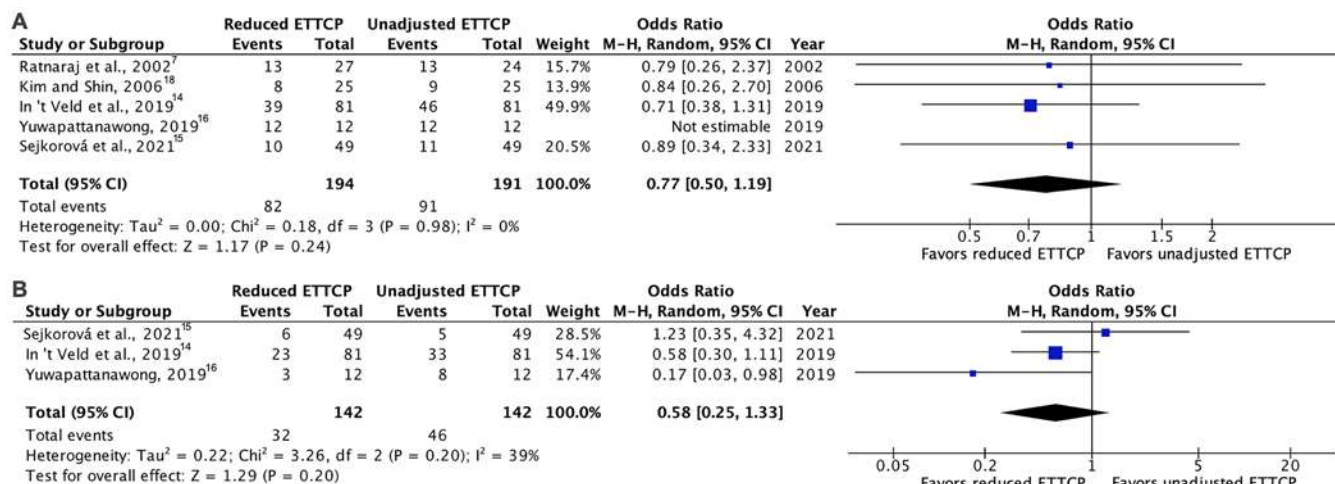 A
Reduced ETTCP Unadjusted ETTCP Odds Ratio Odds Ratio
Study or Subgroup Events Total Events Total Weight M-H, Random, 95% CI Year M-H, Random, 95% CI
Ratnaraj et al., 2002⁷ 13 27 13 24 15.7% 0.79 [0.26, 2.37] 2002
Kim and Shin, 2006¹⁸ 8 25 9 25 13.9% 0.84 [0.26, 2.70] 2006
In 't Veld et al., 2019¹⁴ 39 81 46 81 49.9% 0.71 [0.38, 1.31] 2019
Yuwapattanawong, 2019¹⁶ 12 12 12 12 Not estimable 2019
Sejkorová et al., 2021¹⁵ 10 49 11 49 20.5% 0.89 [0.34, 2.33] 2021
Total (95% CI) 194 191 100.0% 0.77 [0.50, 1.19]
Total events 82 91
Heterogeneity: Tau² = 0.00; Chi² = 0.18, df = 3 (P = 0.98); I² = 0%
Test for overall effect: Z = 1.17 (P = 0.24)
0.5 0.7 1 1.5 2
Favors reduced ETTCP Favors unadjusted ETTCP
B
Reduced ETTCP Unadjusted ETTCP Odds Ratio Odds Ratio
Study or Subgroup Events Total Events Total Weight M-H, Random, 95% CI Year M-H, Random, 95% CI
Sejkorová et al., 2021¹⁵ 6 49 5 49 28.5% 1.23 [0.35, 4.32] 2021
In 't Veld et al., 2019¹⁴ 23 81 33 81 54.1% 0.58 [0.30, 1.11] 2019
Yuwapattanawong, 2019¹⁶ 3 12 8 12 17.4% 0.17 [0.03, 0.98] 2019
Total (95% CI) 142 142 100.0% 0.58 [0.25, 1.33]
Total events 32 46
Heterogeneity: Tau² = 0.22; Chi² = 3.26, df = 2 (P = 0.20); I² = 39%
Test for overall effect: Z = 1.29 (P = 0.20)
0.05 0.2 1 5 20
Favors reduced ETTCP Favors unadjusted ETTCP